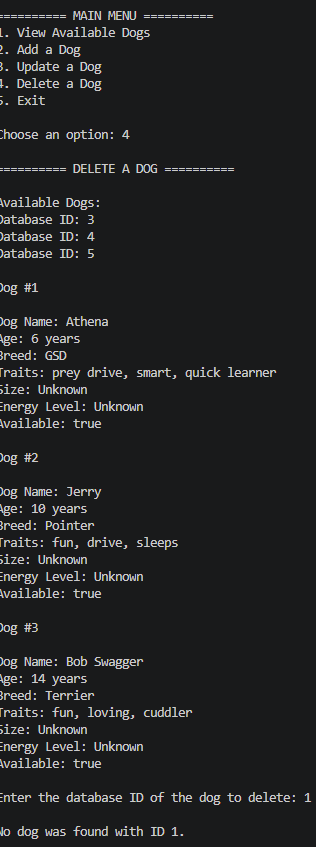 ========== MAIN MENU ==========
1. View Available Dogs
2. Add a Dog
3. Update a Dog
4. Delete a Dog
5. Exit
Choose an option: 4
========== DELETE A DOG ==========
Available Dogs:
Database ID: 3
Database ID: 4
Database ID: 5
Dog #1
Dog Name: Athena
Age: 6 years
Breed: GSD
Traits: prey drive, smart, quick learner
Size: Unknown
Energy Level: Unknown
Available: true
Dog #2
Dog Name: Jerry
Age: 10 years
Breed: Pointer
Traits: fun, drive, sleeps
Size: Unknown
Energy Level: Unknown
Available: true
Dog #3
Dog Name: Bob Swagger
Age: 14 years
Breed: Terrier
Traits: fun, loving, cuddler
Size: Unknown
Energy Level: Unknown
Available: true
Enter the database ID of the dog to delete: 1
No dog was found with ID 1.